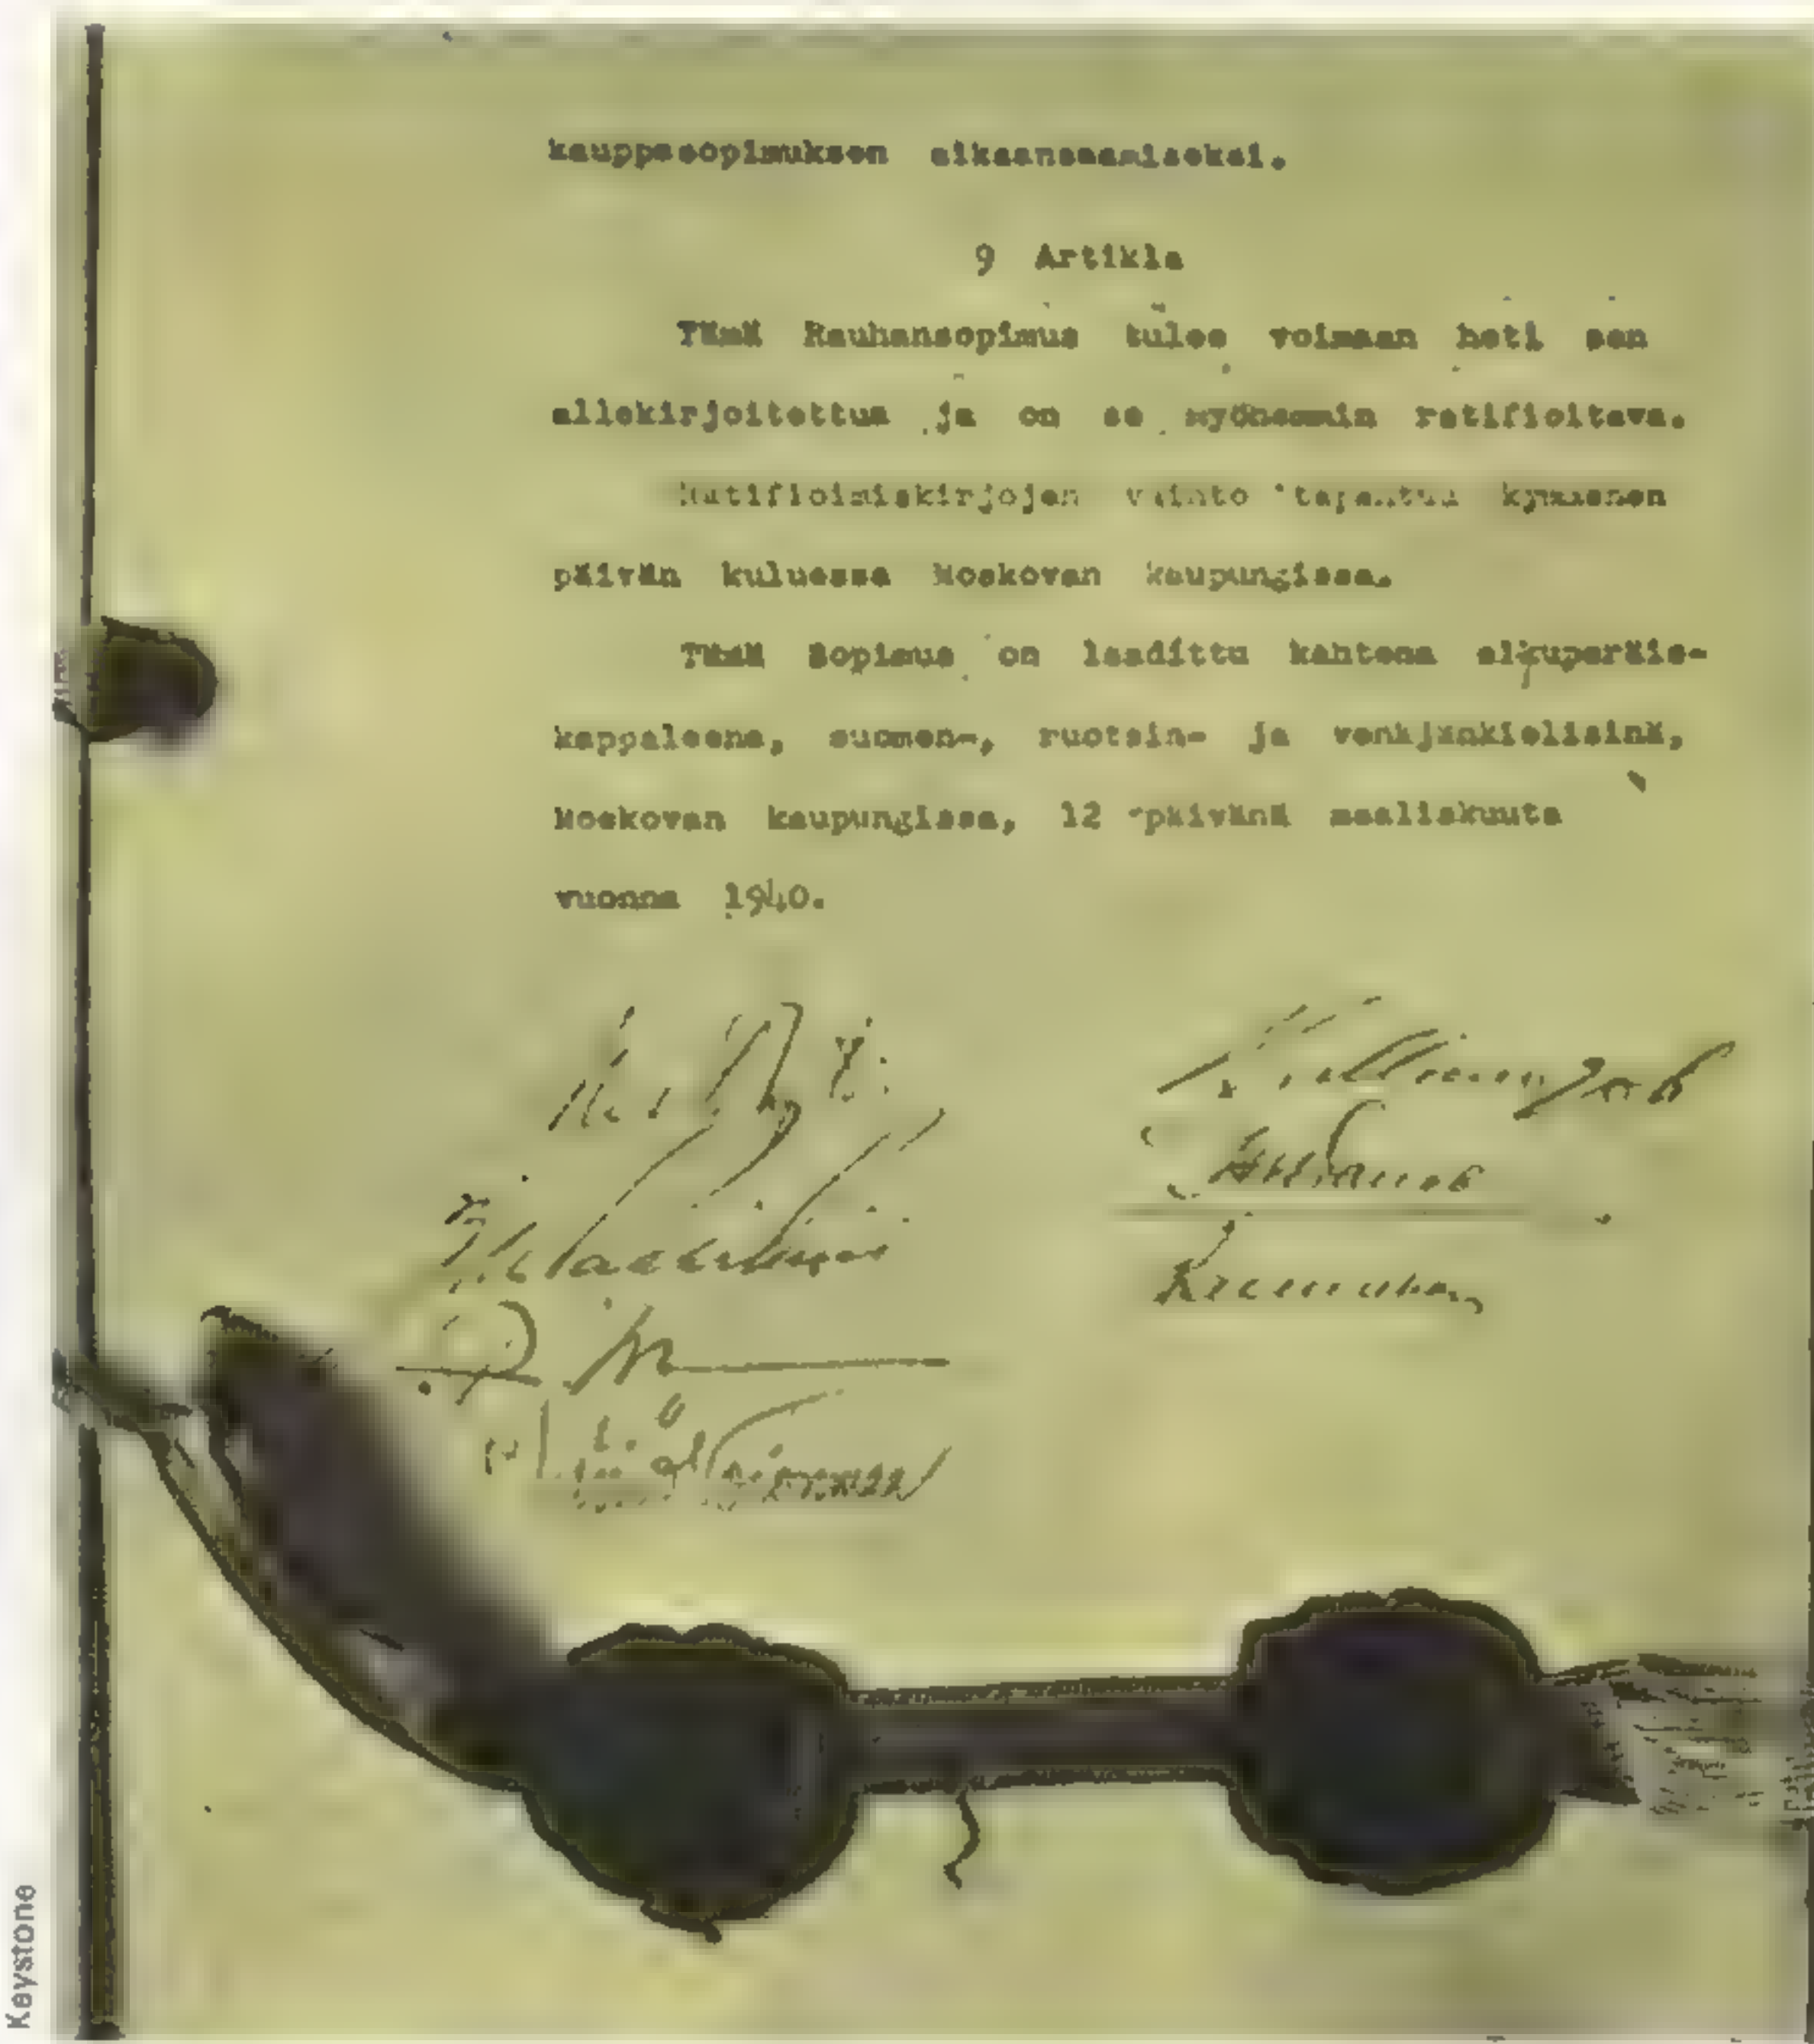 kauppasopimuksen aikaansaamiseksi.
9 Artikla
Tämä Rauhansopimus tulee voimaan heti sen
allekirjoitettua ja on se myöhemmin ratifioitava.
Ratifioimiskirjojen vaihto tapahtuu kymmenen
päivän kuluessa Moskovan kaupungissa.
Tämä Sopimus on laadittu kahtena alkuperäis-
kappaleena, suomen-, ruotsin- ja venäjänkielisinä,
Moskovan kaupungissa, 12 päivänä maaliskuuta
vuonna 1940.
Keystone